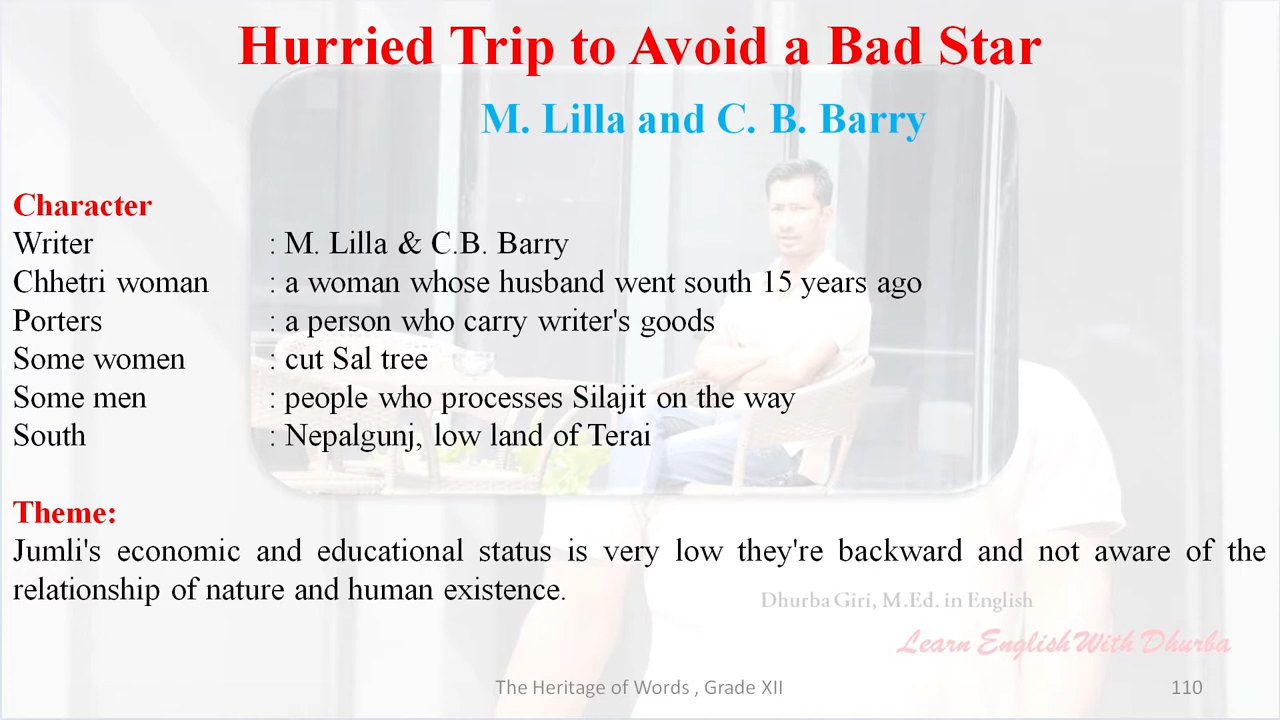 Hurried Trip to Avoid a Bad Star
M. Lilla and C. B. Barry
Character
Writer : M. Lilla & C.B. Barry
Chhetri woman : a woman whose husband went south 15 years ago
Porters : a person who carry writer's goods
Some women : cut Sal tree
Some men : people who processes Silajit on the way
South : Nepalgunj, low land of Terai
Theme:
Jumli's economic and educational status is very low they're backward and not aware of the
relationship of nature and human existence.
Dhurba Giri, M.Ed. in English
Learn English With Dhurba
The Heritage of Words , Grade XII 110